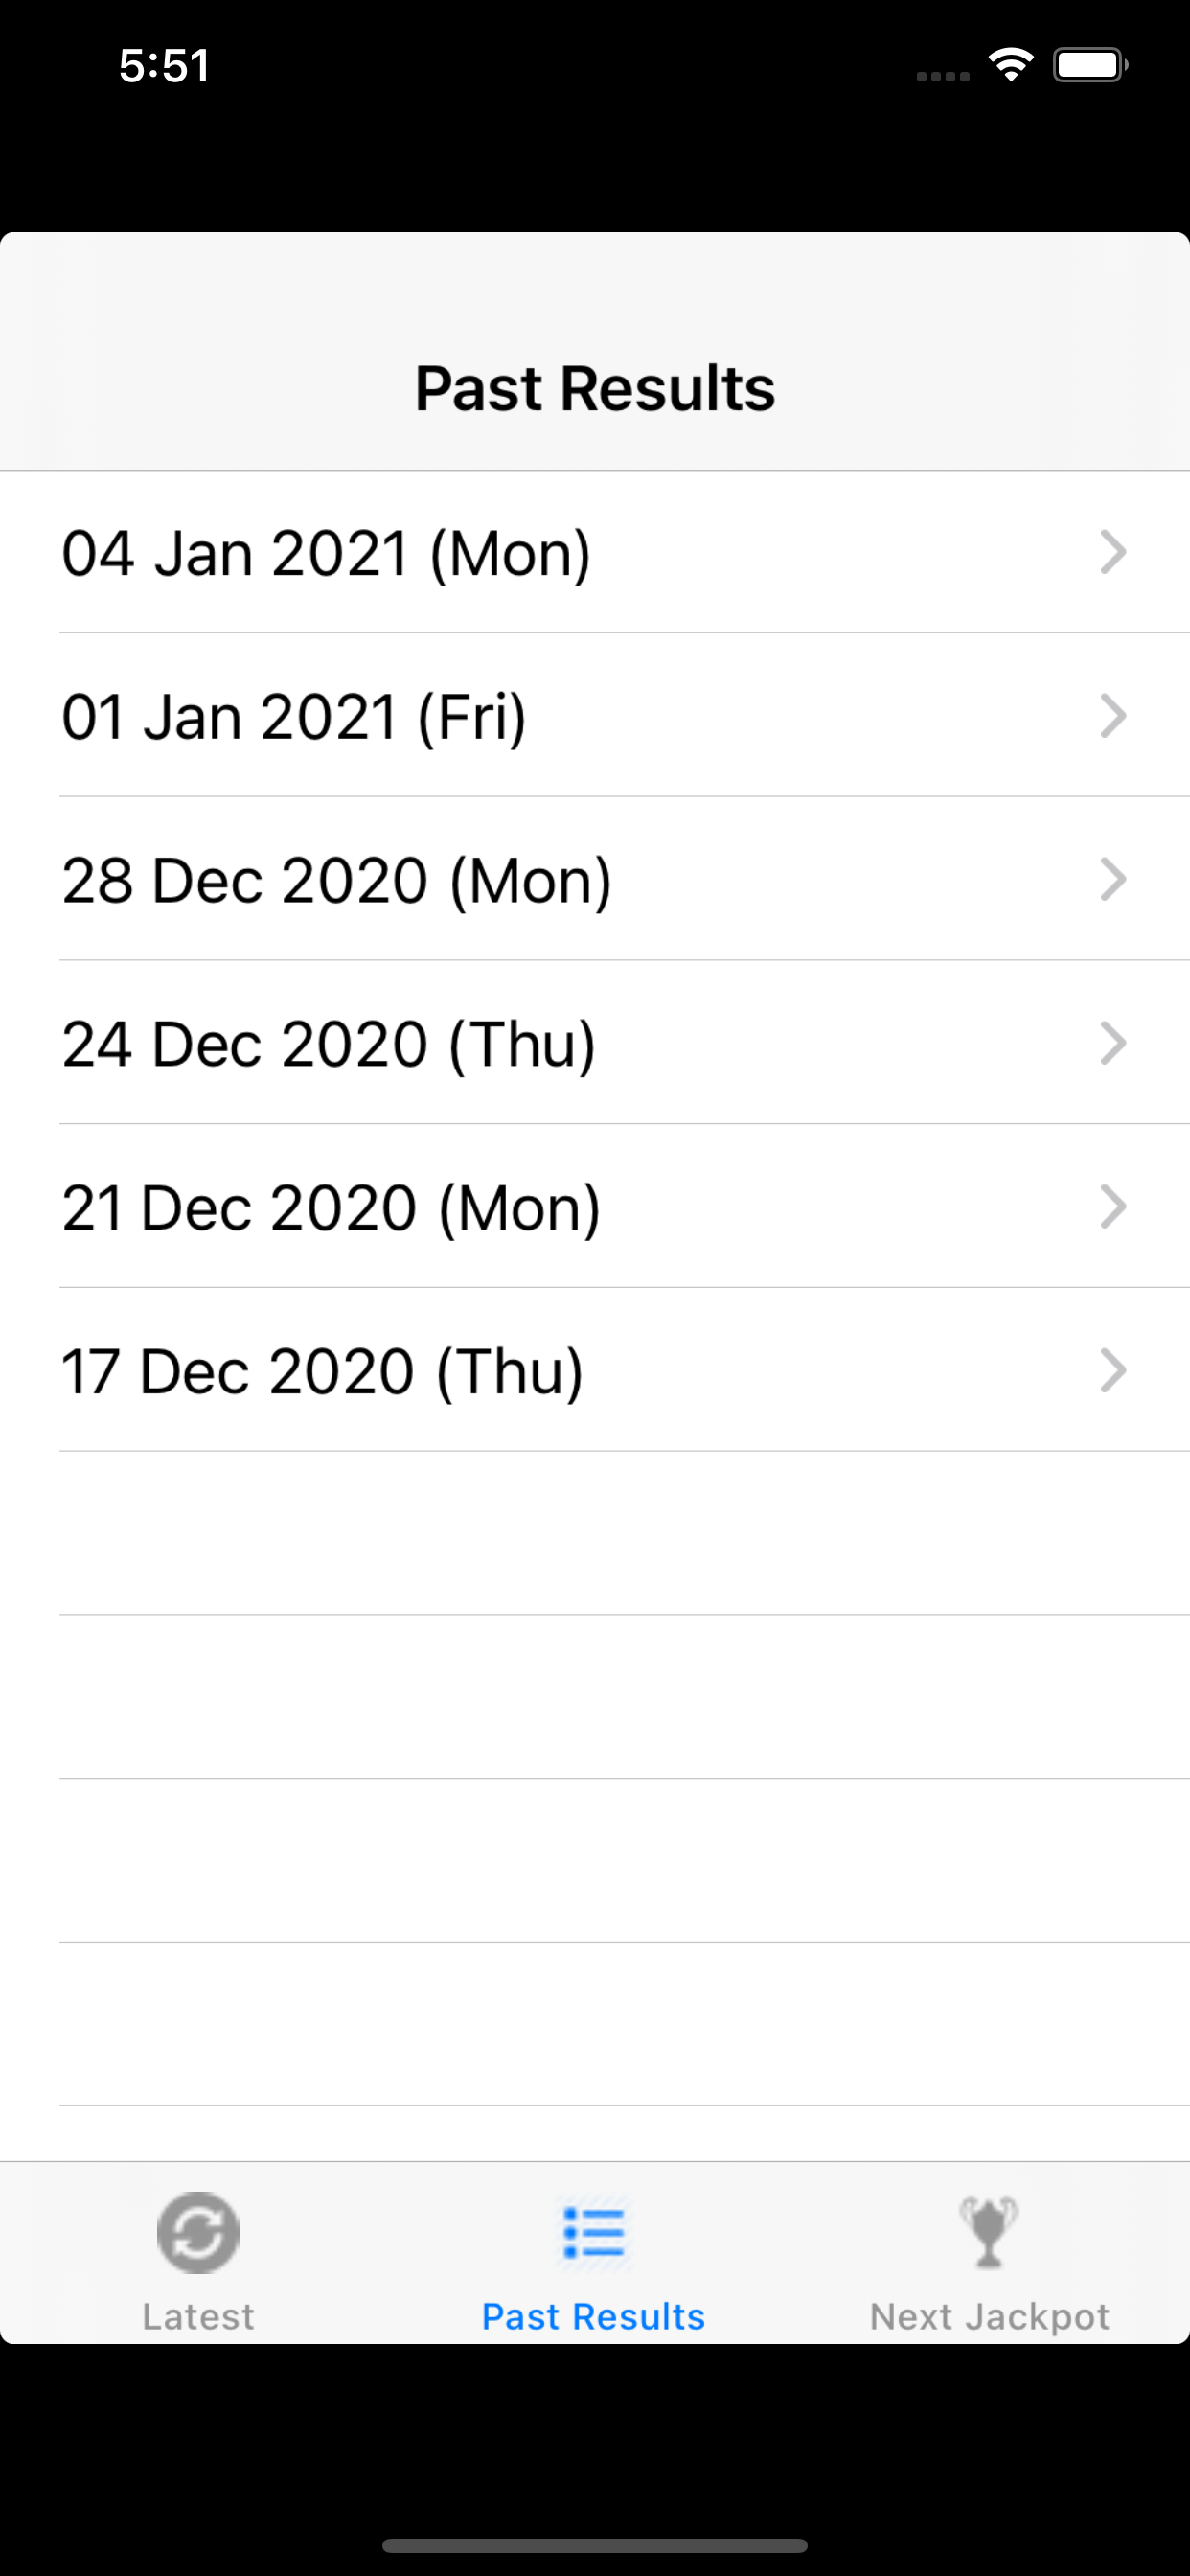 5:51
Past Results
04 Jan 2021 (Mon)
01 Jan 2021 (Fri)
28 Dec 2020 (Mon)
24 Dec 2020 (Thu)
21 Dec 2020 (Mon)
17 Dec 2020 (Thu)
Latest
Past Results
Next Jackpot